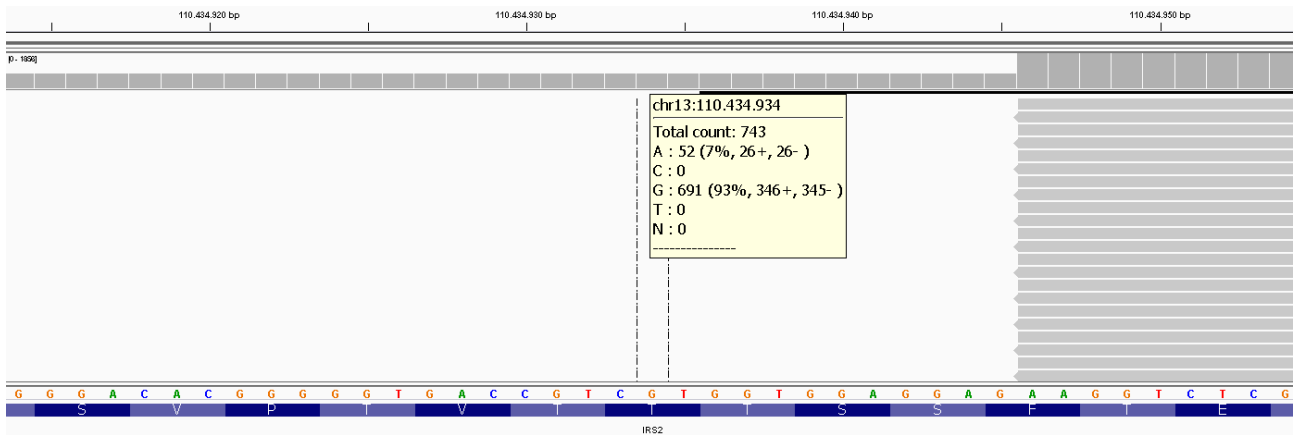 110.434.920 bp 110.434.930 bp 110.434.940 bp 110.434.950 bp
[0 - 1856]
chr13:110.434.934
Total count: 743
A : 52 (7%, 26+, 26- )
C : 0
G : 691 (93%, 346+, 345- )
T : 0
N : 0
---------------
G G G A C A C G G G G G T G A C C G T C G T G G T G G A G G A G A A G G T C T C G
S V P T V T T T S S F T E
IRS2